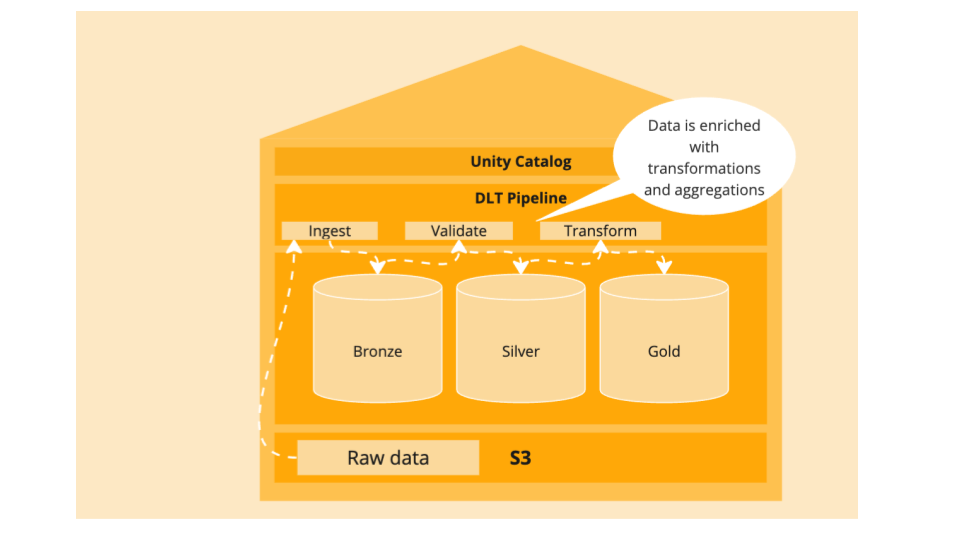 Data is enriched
with
transformations
and aggregations
Unity Catalog
DLT Pipeline
Ingest
Validate
Transform
Bronze
Silver
Gold
Raw data
S3